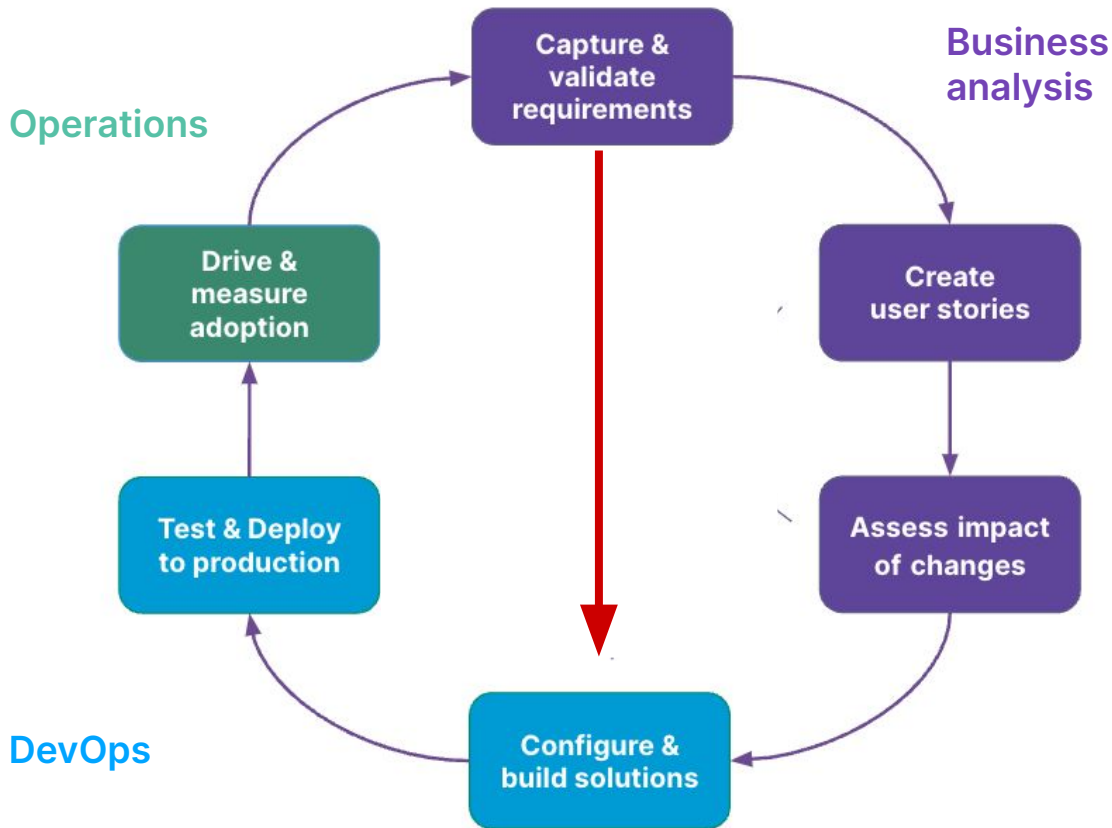 Capture &
validate
requirements
Business
analysis
Operations
Drive &
measure
adoption
Create
user stories
Test & Deploy
to production
Assess impact
of changes
DevOps
Configure &
build solutions